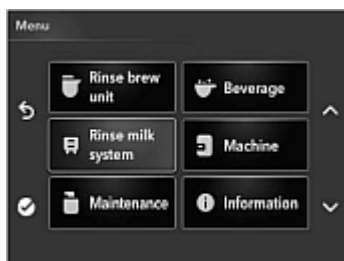 Menu
Rinse brew
unit
Beverage
Rinse milk
system
Machine
Maintenance
Information